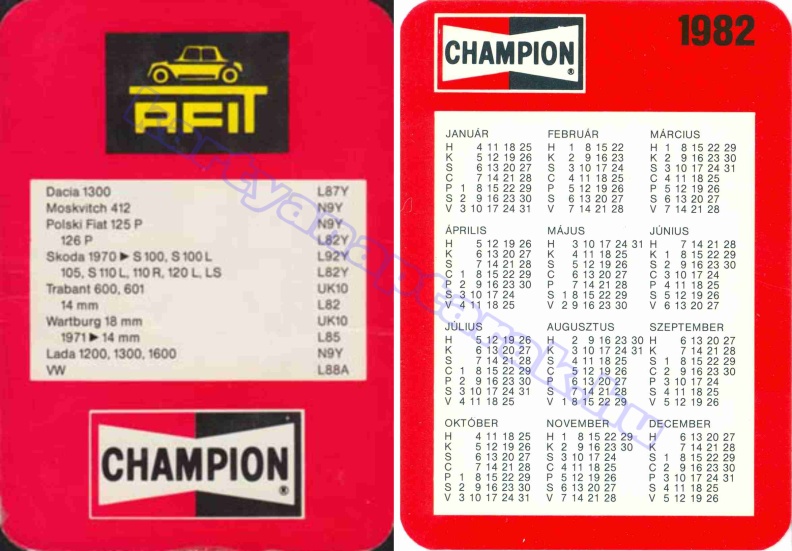 AFIT
Dacia 1300 L87Y
Moskvitch 412 N9Y
Polski Fiat 125 P N9Y
126 P L82Y
Skoda 1970 ► S 100, S 100 L L92Y
105, S 110 L, 110 R, 120 L, LS L82Y
Trabant 600, 601 UK10
14 mm L82
Wartburg 18 mm UK10
1971 ► 14 mm L85
Lada 1200, 1300, 1600 N9Y
VW L88A
CHAMPION®
kartyanaptarak.hu
CHAMPION®
1982
JANUÁR
H 4 11 18 25
K 5 12 19 26
S 6 13 20 27
C 7 14 21 28
P 1 8 15 22 29
S 2 9 16 23 30
V 3 10 17 24 31
FEBRUÁR
H 1 8 15 22
K 2 9 16 23
S 3 10 17 24
C 4 11 18 25
P 5 12 19 26
S 6 13 20 27
V 7 14 21 28
MÁRCIUS
H 1 8 15 22 29
K 2 9 16 23 30
S 3 10 17 24 31
C 4 11 18 25
P 5 12 19 26
S 6 13 20 27
V 7 14 21 28
ÁPRILIS
H 5 12 19 26
K 6 13 20 27
S 7 14 21 28
C 1 8 15 22 29
P 2 9 16 23 30
S 3 10 17 24
V 4 11 18 25
MÁJUS
H 3 10 17 24 31
K 4 11 18 25
S 5 12 19 26
C 6 13 20 27
P 7 14 21 28
S 1 8 15 22 29
V 2 9 16 23 30
JÚNIUS
H 7 14 21 28
K 1 8 15 22 29
S 2 9 16 23 30
C 3 10 17 24
P 4 11 18 25
S 5 12 19 26
V 6 13 20 27
JÚLIUS
H 5 12 19 26
K 6 13 20 27
S 7 14 21 28
C 1 8 15 22 29
P 2 9 16 23 30
S 3 10 17 24 31
V 4 11 18 25
AUGUSZTUS
H 2 9 16 23 30
K 3 10 17 24 31
S 4 11 18 25
C 5 12 19 26
P 6 13 20 27
S 7 14 21 28
V 1 8 15 22 29
SZEPTEMBER
H 6 13 20 27
K 7 14 21 28
S 1 8 15 22 29
C 2 9 16 23 30
P 3 10 17 24
S 4 11 18 25
V 5 12 19 26
OKTÓBER
H 4 11 18 25
K 5 12 19 26
S 6 13 20 27
C 7 14 21 28
P 1 8 15 22 29
S 2 9 16 23 30
V 3 10 17 24 31
NOVEMBER
H 1 8 15 22 29
K 2 9 16 23 30
S 3 10 17 24
C 4 11 18 25
P 5 12 19 26
S 6 13 20 27
V 7 14 21 28
DECEMBER
H 6 13 20 27
K 7 14 21 28
S 1 8 15 22 29
C 2 9 16 23 30
P 3 10 17 24 31
S 4 11 18 25
V 5 12 19 26